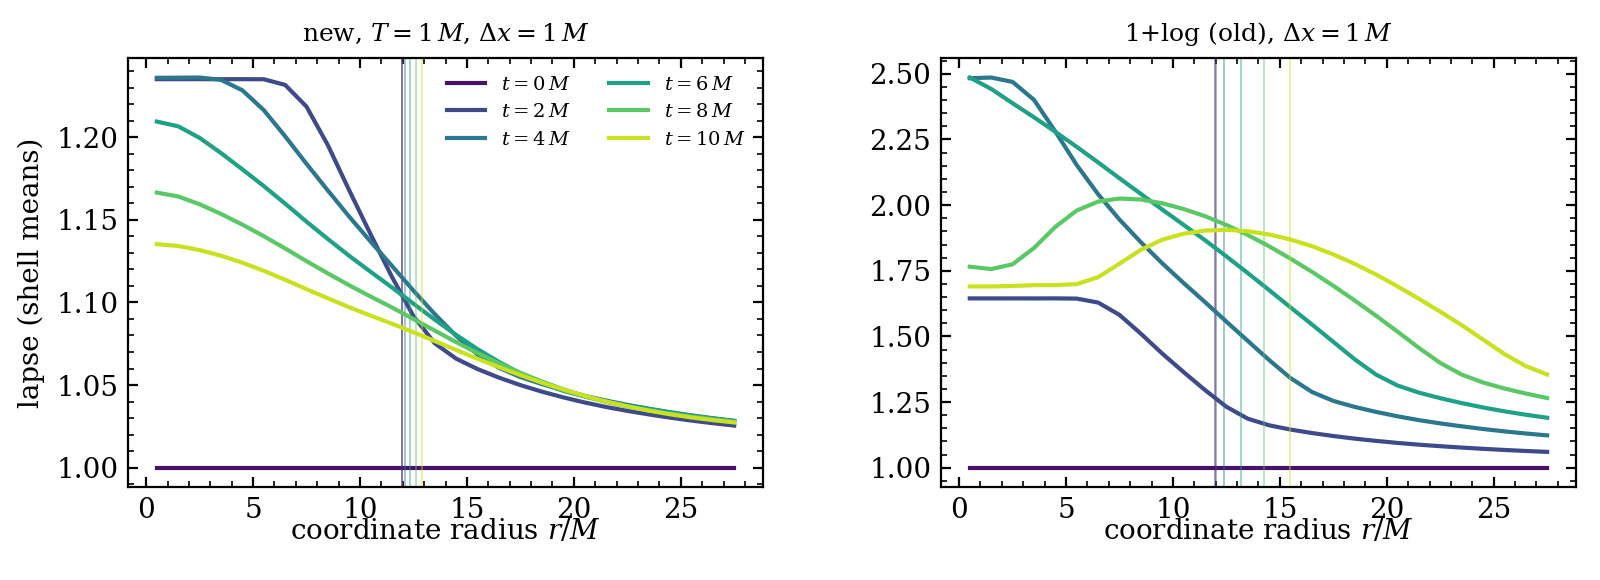 new, T = 1 M, Δx = 1 M
lapse (shell means)
1.20
1.15
1.10
1.05
1.00
t = 0 M
t = 2 M
t = 4 M
t = 6 M
t = 8 M
t = 10 M
0 5 10 15 20 25
coordinate radius r/M
1+log (old), Δx = 1 M
2.50
2.25
2.00
1.75
1.50
1.25
1.00
0 5 10 15 20 25
coordinate radius r/M